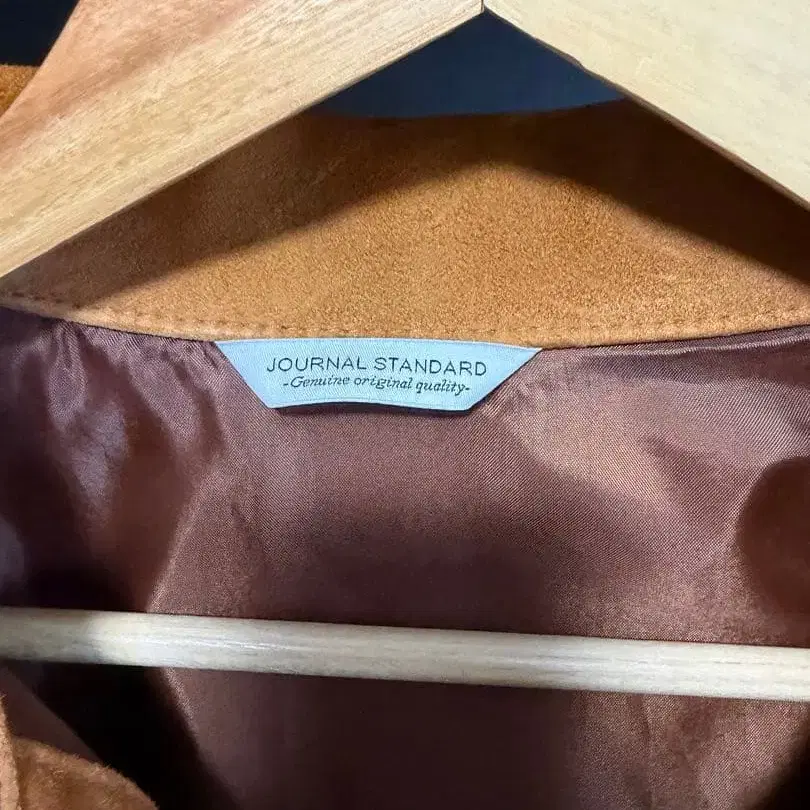 JOURNAL STANDARD
-Genuine original quality-